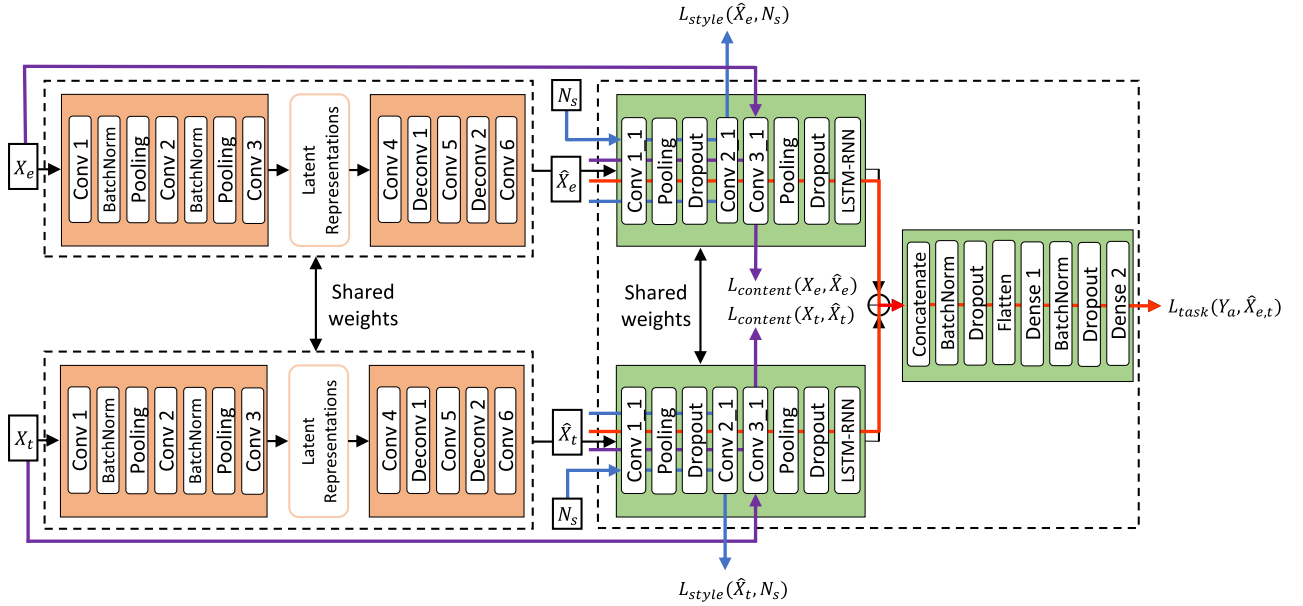 L_style(X̂_e, N_s)
X_e
Conv 1
BatchNorm
Pooling
Conv 2
BatchNorm
Pooling
Conv 3
Latent
Representations
Conv 4
Deconv 1
Conv 5
Deconv 2
Conv 6
N_s
X̂_e
Conv 1_1
Pooling
Dropout
Conv 2_1
Conv 3_1
Pooling
Dropout
LSTM-RNN
Shared
weights
Shared
weights
L_content(X_e, X̂_e)
L_content(X_t, X̂_t)
Concatenate
BatchNorm
Dropout
Flatten
Dense 1
BatchNorm
Dropout
Dense 2
L_task(Y_a, X̂_e,t)
X_t
Conv 1
BatchNorm
Pooling
Conv 2
BatchNorm
Pooling
Conv 3
Latent
Representations
Conv 4
Deconv 1
Conv 5
Deconv 2
Conv 6
X̂_t
N_s
Conv 1_1
Pooling
Dropout
Conv 2_1
Conv 3_1
Pooling
Dropout
LSTM-RNN
L_style(X̂_t, N_s)